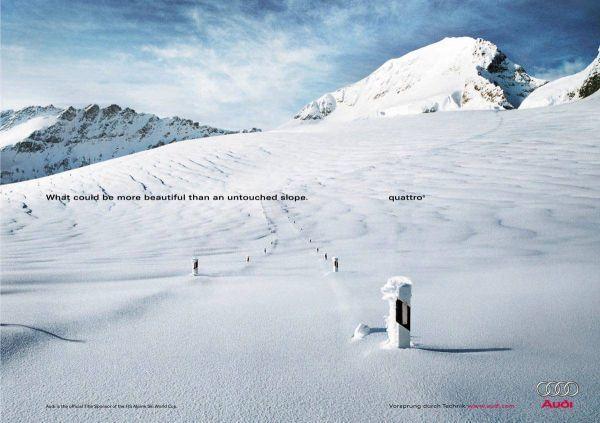 What could be more beautiful than an untouched slope.
quattro®
Audi is the official Title Sponsor of the FIS Alpine Ski World Cup.
Vorsprung durch Technik www.audi.com
Audi